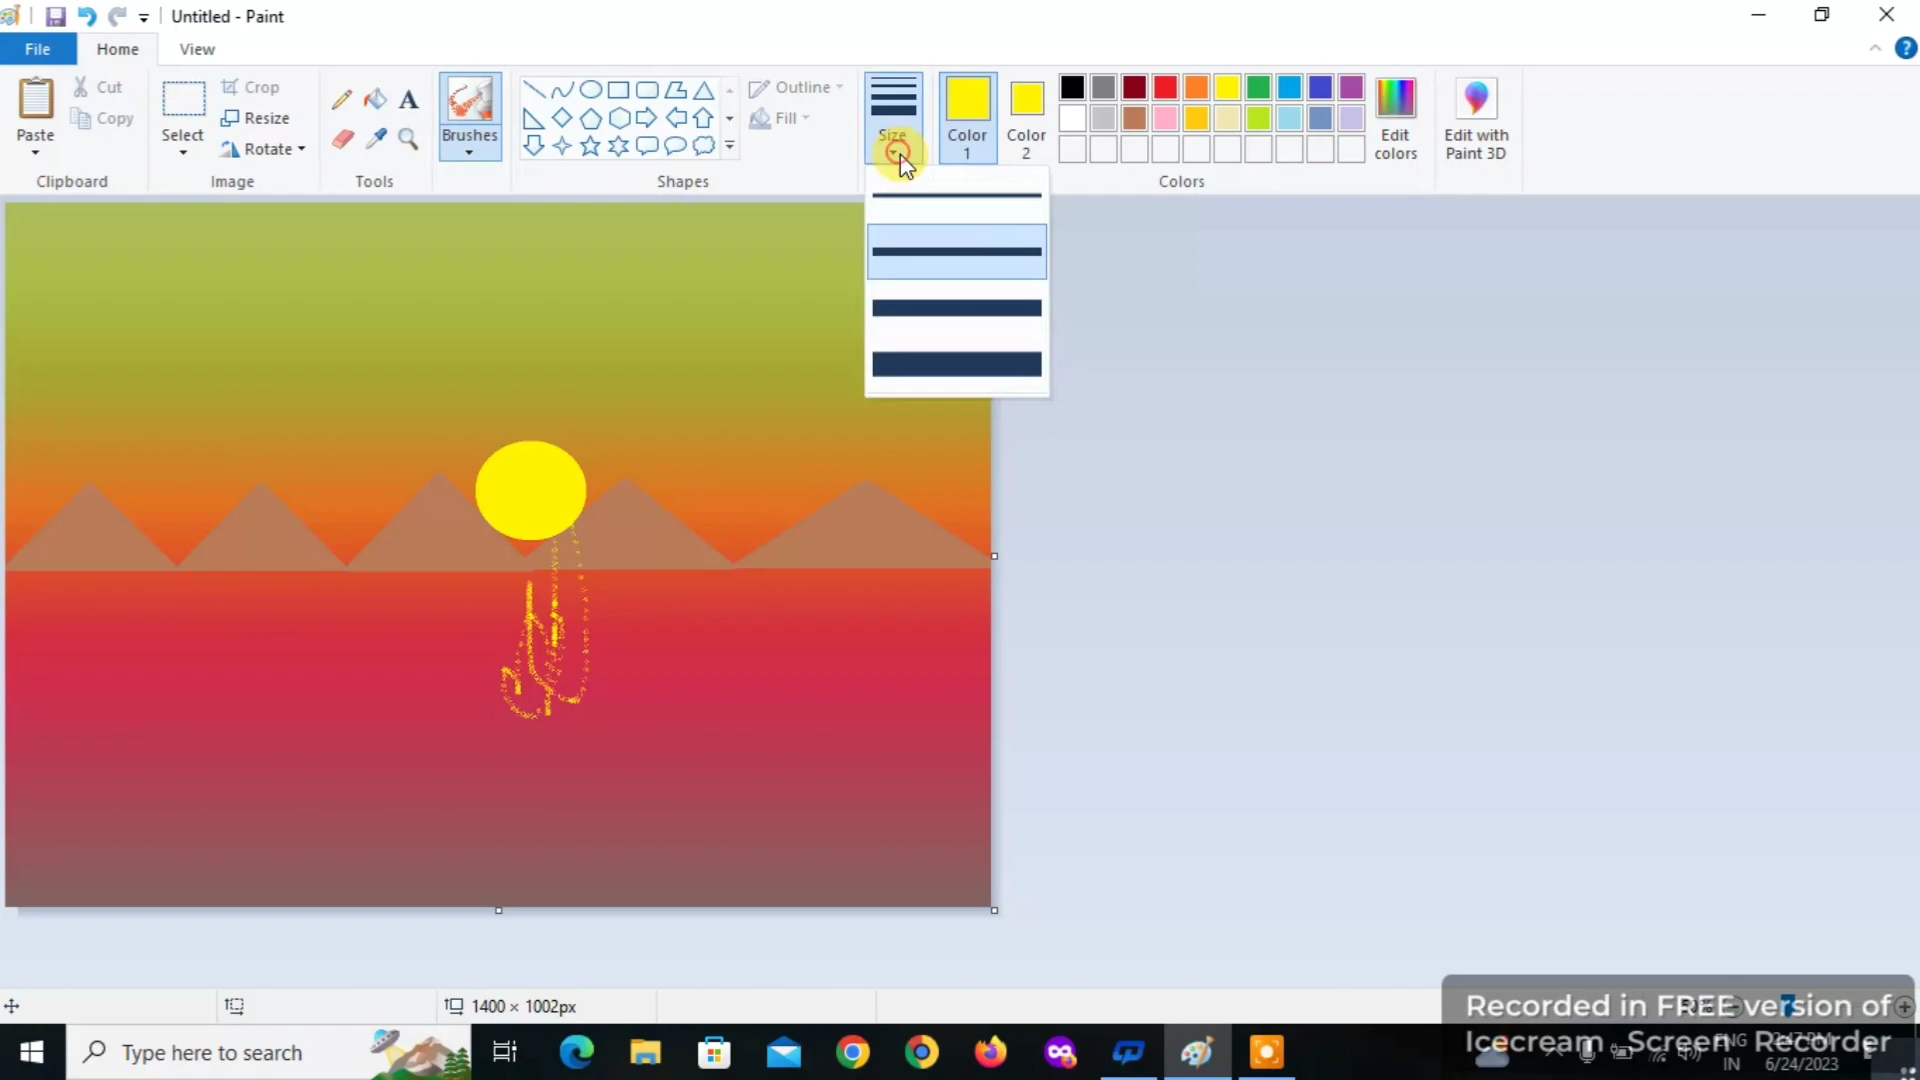 Untitled - Paint
File
Home
View
Paste
Cut
Copy
Clipboard
Select
Crop
Resize
Rotate
Image
A
Tools
Brushes
Outline
Fill
Shapes
Size
Color
1
Color
2
Edit
colors
Colors
Edit with
Paint 3D
1400 × 1002px
Recorded in FREE version of
Icecream Screen Recorder
Type here to search
ENG
IN
6/24/2023